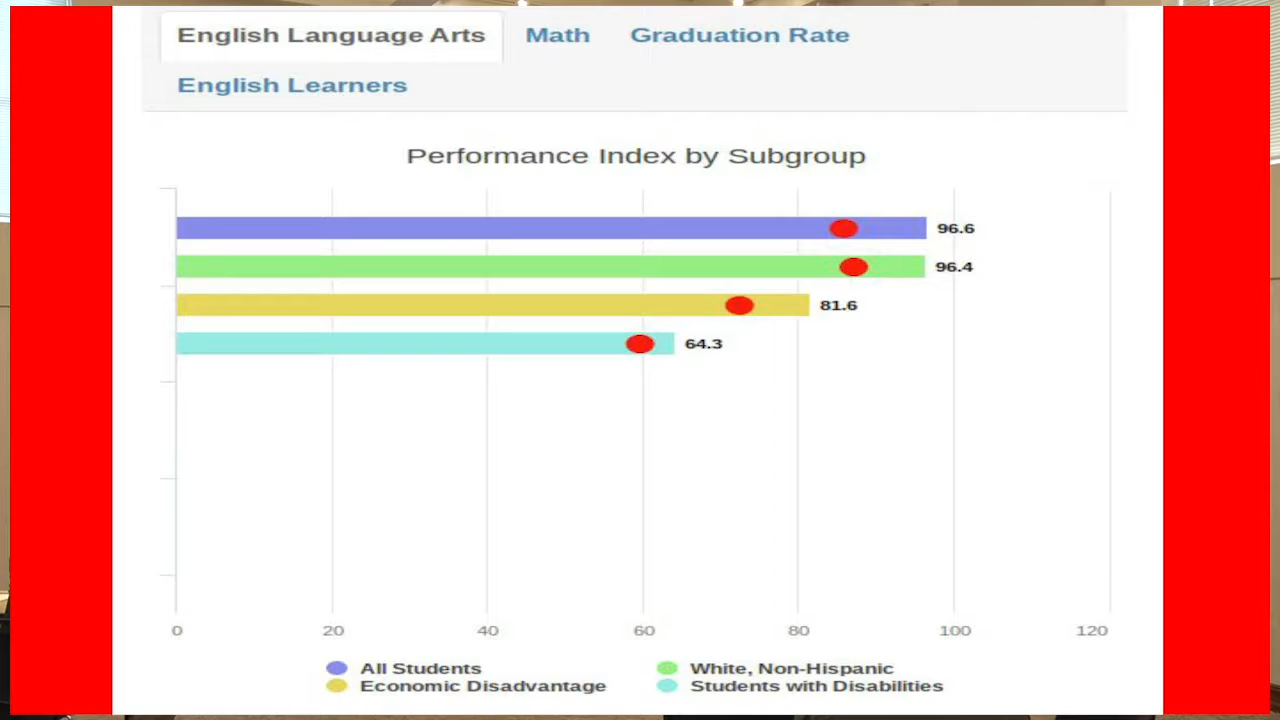 English Language Arts Math Graduation Rate
English Learners
Performance Index by Subgroup
96.6
96.4
81.6
64.3
0 20 40 60 80 100 120
All Students White, Non-Hispanic
Economic Disadvantage Students with Disabilities